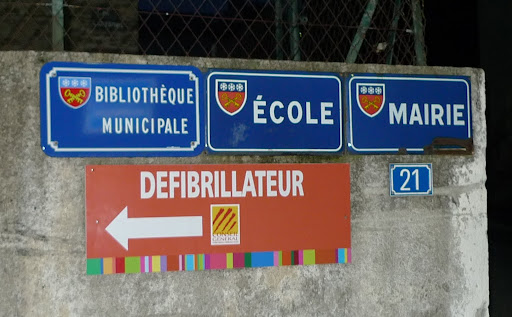 BIBLIOTHÈQUE
MUNICIPALE
ÉCOLE
MAIRIE
21
DEFIBRILLATEUR